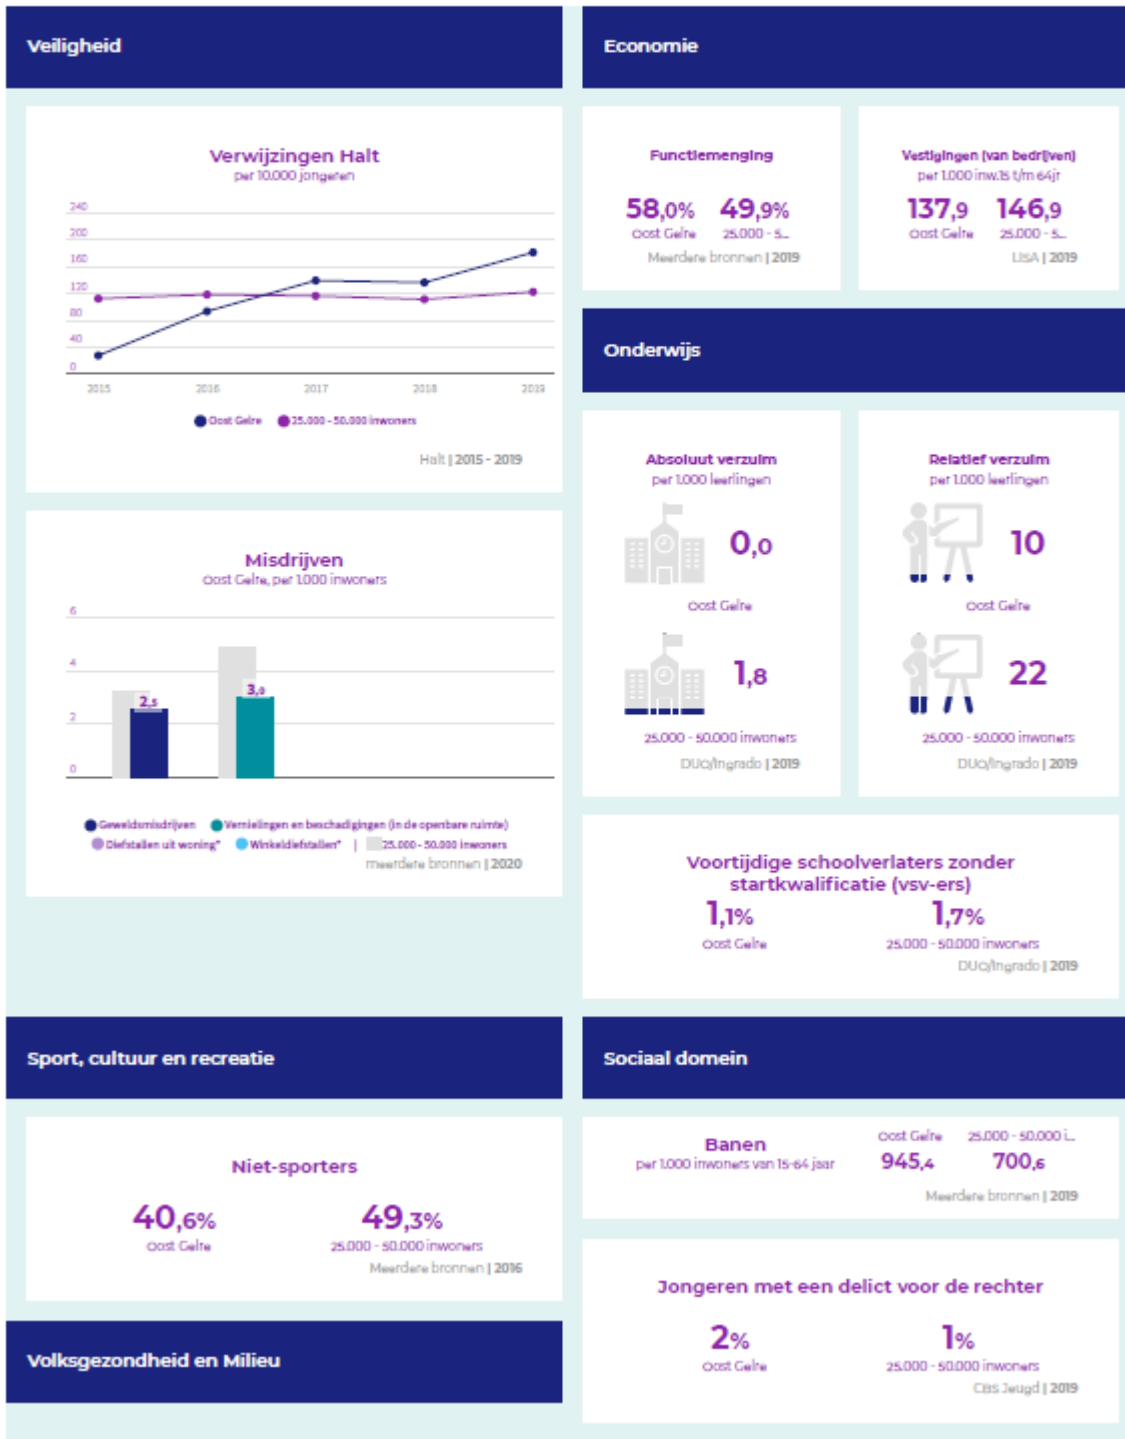 Veiligheid
Verwijzingen Halt
per 10.000 jongeren
240
200
160
120
80
40
0
2015 2016 2017 2018 2019
Oost Gelre 25.000 - 50.000 inwoners
Halt | 2015 - 2019
Misdrijven
Oost Gelre, per 1.000 inwoners
6
4
2
0
2,5
3,0
Geweldsmisdrijven Vernielingen en beschadigingen (in de openbare ruimte)
Diefstallen uit woning* Winkeldiefstallen* | 25.000 - 50.000 inwoners
meerdere bronnen | 2020
Economie
Functiemenging
58,0% 49,9%
Oost Gelre 25.000 - 5...
Meerdere bronnen | 2019
Vestigingen (van bedrijven)
per 1.000 inw.15 t/m 64jr
137,9 146,9
Oost Gelre 25.000 - 5...
LISA | 2019
Onderwijs
Absoluut verzuim
per 1.000 leerlingen
0,0
Oost Gelre
1,8
25.000 - 50.000 inwoners
DUO/Ingrado | 2019
Relatief verzuim
per 1.000 leerlingen
10
Oost Gelre
22
25.000 - 50.000 inwoners
DUO/Ingrado | 2019
Voortijdige schoolverlaters zonder
startkwalificatie (vsv-ers)
1,1% 1,7%
Oost Gelre 25.000 - 50.000 inwoners
DUO/Ingrado | 2019
Sport, cultuur en recreatie
Niet-sporters
40,6% 49,3%
Oost Gelre 25.000 - 50.000 inwoners
Meerdere bronnen | 2016
Volksgezondheid en Milieu
Sociaal domein
Banen
per 1.000 inwoners van 15-64 jaar
Oost Gelre 25.000 - 50.000 i...
945,4 700,6
Meerdere bronnen | 2019
Jongeren met een delict voor de rechter
2% 1%
Oost Gelre 25.000 - 50.000 inwoners
CBS Jeugd | 2019